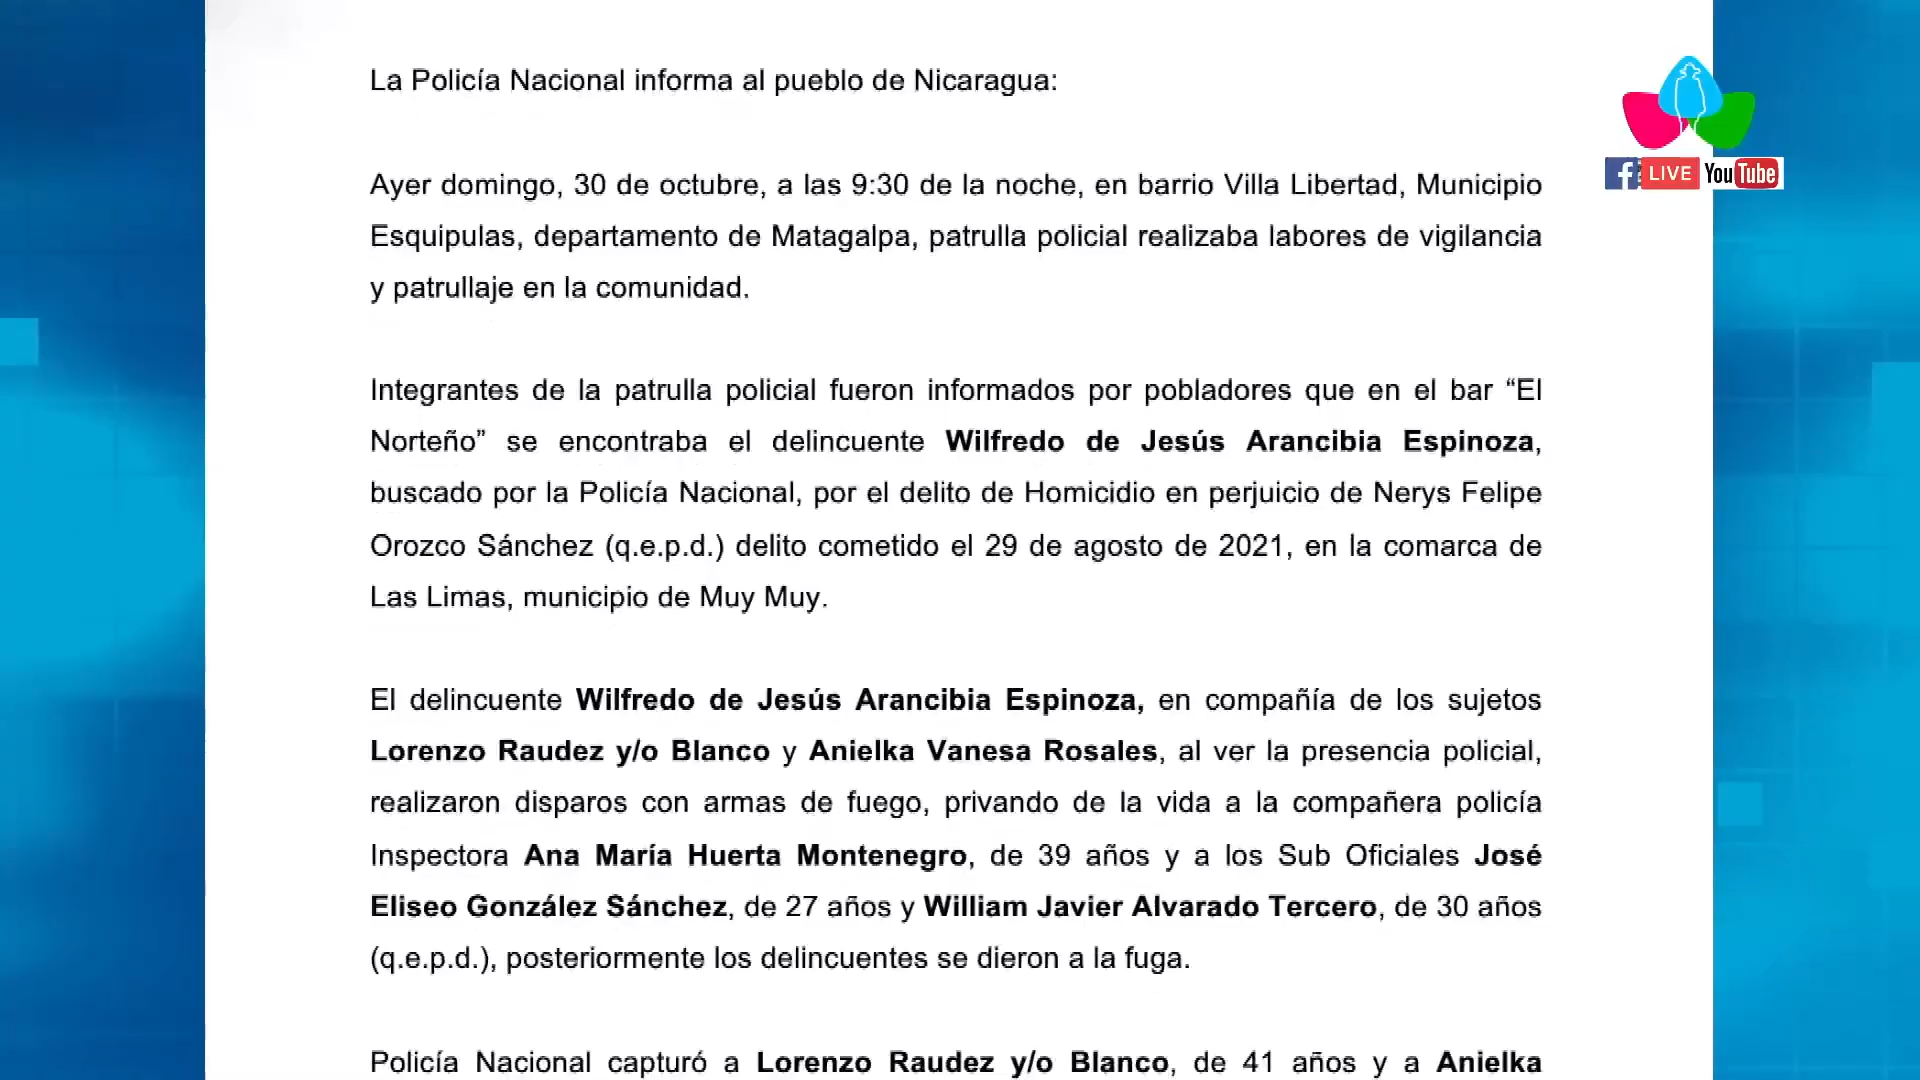 La Policía Nacional informa al pueblo de Nicaragua:
Ayer domingo, 30 de octubre, a las 9:30 de la noche, en barrio Villa Libertad, Municipio
Esquipulas, departamento de Matagalpa, patrulla policial realizaba labores de vigilancia
y patrullaje en la comunidad.
Integrantes de la patrulla policial fueron informados por pobladores que en el bar “El
Norteño” se encontraba el delincuente Wilfredo de Jesús Arancibia Espinoza,
buscado por la Policía Nacional, por el delito de Homicidio en perjuicio de Nerys Felipe
Orozco Sánchez (q.e.p.d.) delito cometido el 29 de agosto de 2021, en la comarca de
Las Limas, municipio de Muy Muy.
El delincuente Wilfredo de Jesús Arancibia Espinoza, en compañía de los sujetos
Lorenzo Raudez y/o Blanco y Anielka Vanesa Rosales, al ver la presencia policial,
realizaron disparos con armas de fuego, privando de la vida a la compañera policía
Inspectora Ana María Huerta Montenegro, de 39 años y a los Sub Oficiales José
Eliseo González Sánchez, de 27 años y William Javier Alvarado Tercero, de 30 años
(q.e.p.d.), posteriormente los delincuentes se dieron a la fuga.
Policía Nacional capturó a Lorenzo Raudez y/o Blanco, de 41 años y a Anielka
f LIVE YouTube